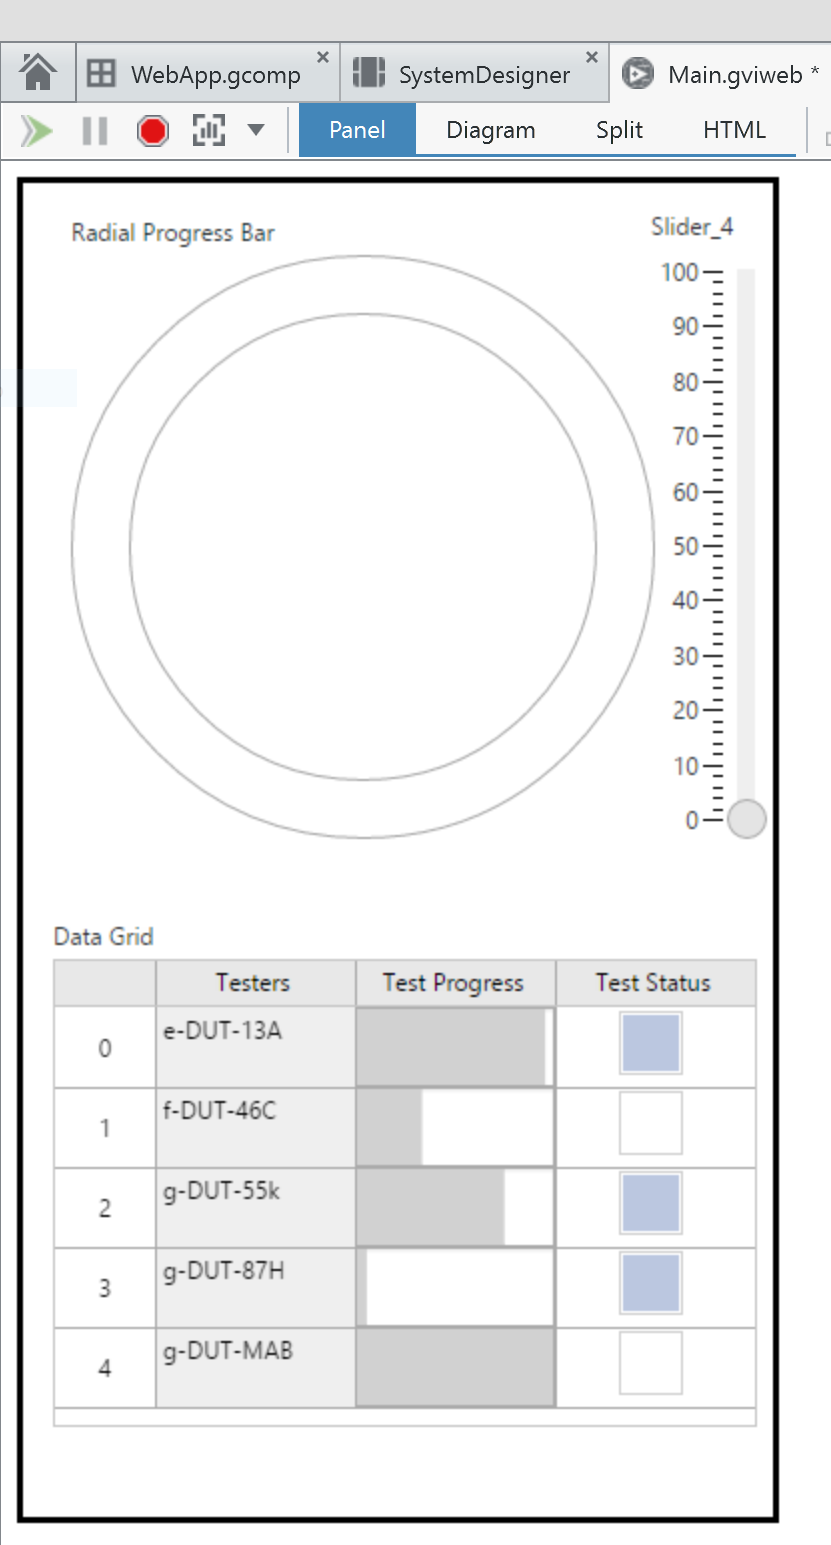 WebApp.gcomp
SystemDesigner
Main.gviweb *
Panel
Diagram
Split
HTML
Radial Progress Bar
Slider_4
100
90
80
70
60
50
40
30
20
10
0
Data Grid
Testers Test Progress Test Status
0 e-DUT-13A
1 f-DUT-46C
2 g-DUT-55k
3 g-DUT-87H
4 g-DUT-MAB